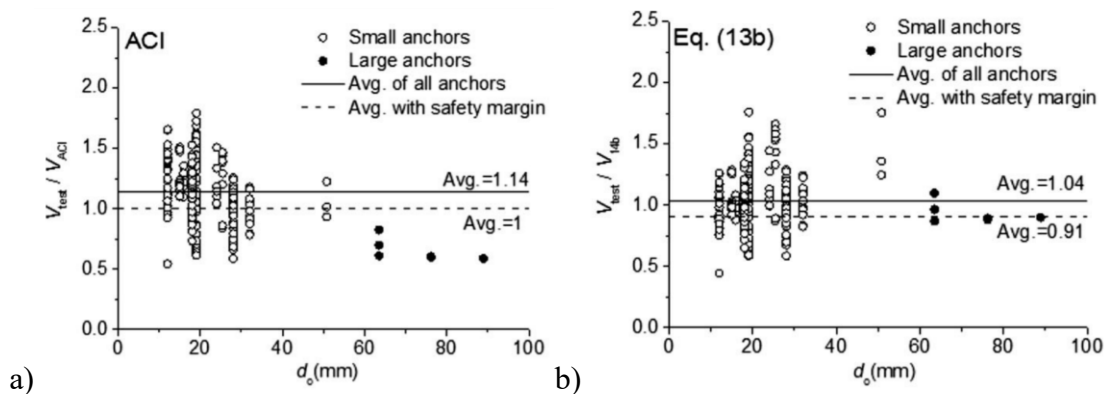 ACI
Small anchors
Large anchors
Avg. of all anchors
Avg. with safety margin
Avg.=1.14
Avg.=1
2.5
2.0
1.5
1.0
0.5
0.0
V_test / V_ACI
0 20 40 60 80 100
d_o(mm)
a)
Eq. (13b)
Small anchors
Large anchors
Avg. of all anchors
Avg. with safety margin
Avg.=1.04
Avg.=0.91
2.5
2.0
1.5
1.0
0.5
0.0
V_test / V_14b
0 20 40 60 80 100
d_o(mm)
b)